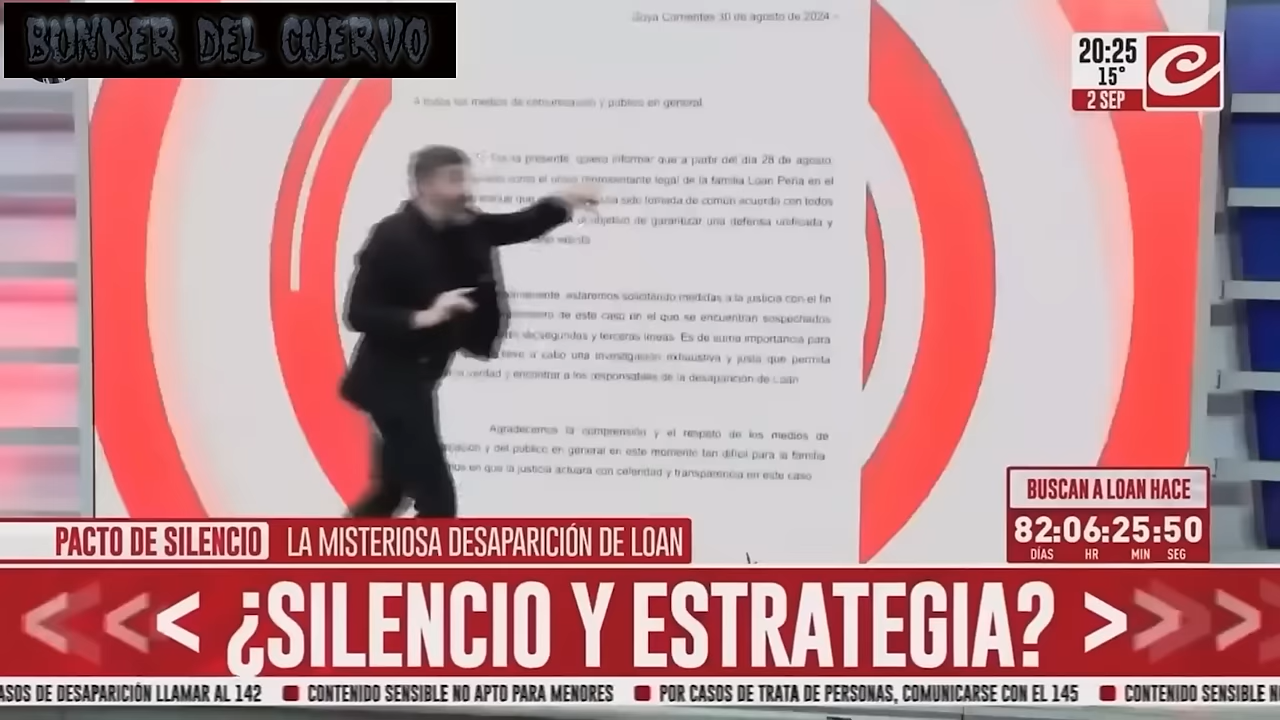 BUNKER DEL CUERVO
Goya Corrientes 30 de agosto de 2024
20:25
15°
2 SEP
A todos los medios de comunicación y público en general
presente, quiero informar que a partir del día 28 de agosto
como el único representante legal de la familia Loan Peña en el
que sido tomada de común acuerdo con todos
objetivo de garantizar una defensa unificada y
estaremos solicitando medidas a la justicia con el fin
de este caso en el que se encuentran sospechados
segundas y terceras líneas. Es de suma importancia para
lleve a cabo una investigación exhaustiva y justa que permita
la verdad y encontrar a los responsables de la desaparición de Loan
Agradecemos la comprensión y el respeto de los medios de
y del público en general en este momento tan difícil para la familia
en que la justicia actuará con celeridad y transparencia en este caso
BUSCAN A LOAN HACE
82:06:25:50
DÍAS HR MIN SEG
PACTO DE SILENCIO LA MISTERIOSA DESAPARICIÓN DE LOAN
<<< ¿SILENCIO Y ESTRATEGIA? >>>
ASOS DE DESAPARICIÓN LLAMAR AL 142 CONTENIDO SENSIBLE NO APTO PARA MENORES POR CASOS DE TRATA DE PERSONAS, COMUNICARSE CON EL 145 CONTENIDO SENSIBLE N